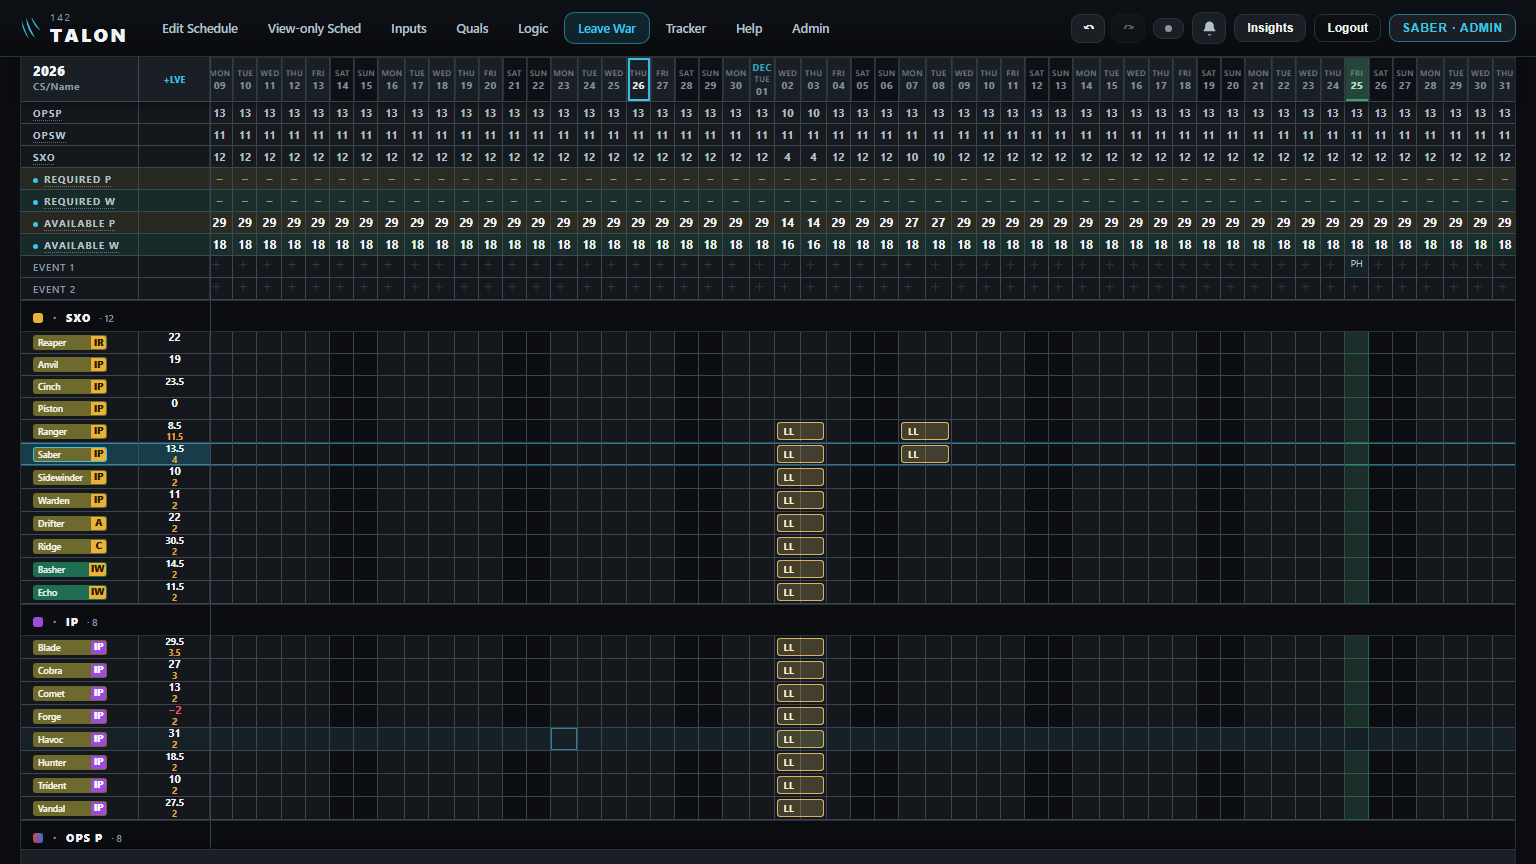 142
TALON
Edit Schedule View-only Sched Inputs Quals Logic Leave War Tracker Help Admin
Insights Logout SABER · ADMIN
2026
CS/Name
+LVE
DEC
MON TUE WED THU FRI SAT SUN MON TUE WED THU FRI SAT SUN MON TUE WED THU FRI SAT SUN MON TUE WED THU FRI SAT SUN MON TUE WED THU FRI SAT SUN MON TUE WED THU FRI SAT SUN MON TUE WED THU FRI SAT SUN MON TUE WED THU
09 10 11 12 13 14 15 16 17 18 19 20 21 22 23 24 25 26 27 28 29 30 01 02 03 04 05 06 07 08 09 10 11 12 13 14 15 16 17 18 19 20 21 22 23 24 25 26 27 28 29 30 31
OPSP 13 13 13 13 13 13 13 13 13 13 13 13 13 13 13 13 13 13 13 13 13 13 13 10 10 13 13 13 13 13 13 13 13 13 13 13 13 13 13 13 13 13 13 13 13 13 13 13 13 13 13 13 13
OPSW 11 11 11 11 11 11 11 11 11 11 11 11 11 11 11 11 11 11 11 11 11 11 11 11 11 11 11 11 11 11 11 11 11 11 11 11 11 11 11 11 11 11 11 11 11 11 11 11 11 11 11 11 11
SXO 12 12 12 12 12 12 12 12 12 12 12 12 12 12 12 12 12 12 12 12 12 12 12 4 4 12 12 12 10 10 12 12 12 12 12 12 12 12 12 12 12 12 12 12 12 12 12 12 12 12 12 12 12
REQUIRED P – – – – – – – – – – – – – – – – – – – – – – – – – – – – – – – – – – – – – – – – – – – – – – – – – – – – –
REQUIRED W – – – – – – – – – – – – – – – – – – – – – – – – – – – – – – – – – – – – – – – – – – – – – – – – – – – – –
AVAILABLE P 29 29 29 29 29 29 29 29 29 29 29 29 29 29 29 29 29 29 29 29 29 29 29 14 14 29 29 29 27 27 29 29 29 29 29 29 29 29 29 29 29 29 29 29 29 29 29 29 29 29 29 29 29
AVAILABLE W 18 18 18 18 18 18 18 18 18 18 18 18 18 18 18 18 18 18 18 18 18 18 18 16 16 18 18 18 18 18 18 18 18 18 18 18 18 18 18 18 18 18 18 18 18 18 18 18 18 18 18 18 18
EVENT 1 + + + + + + + + + + + + + + + + + + + + + + + + + + + + + + + + + + + + + + + + + + + + + + PH + + + + + +
EVENT 2 + + + + + + + + + + + + + + + + + + + + + + + + + + + + + + + + + + + + + + + + + + + + + + + + + + + + +
SXO · 12
Reaper IR 22
Anvil IP 19
Cinch IP 23.5
Piston IP 0
Ranger IP 8.5 11.5 LL LL
Saber IP 13.5 4 LL LL
Sidewinder IP 10 2 LL
Warden IP 11 2 LL
Drifter A 22 2 LL
Ridge C 30.5 2 LL
Basher IW 14.5 2 LL
Echo IW 11.5 2 LL
IP · 8
Blade IP 29.5 3.5 LL
Cobra IP 27 3 LL
Comet IP 13 2 LL
Forge IP −2 2 LL
Havoc IP 31 2 LL
Hunter IP 18.5 2 LL
Trident IP 10 2 LL
Vandal IP 27.5 2 LL
OPS P · 8